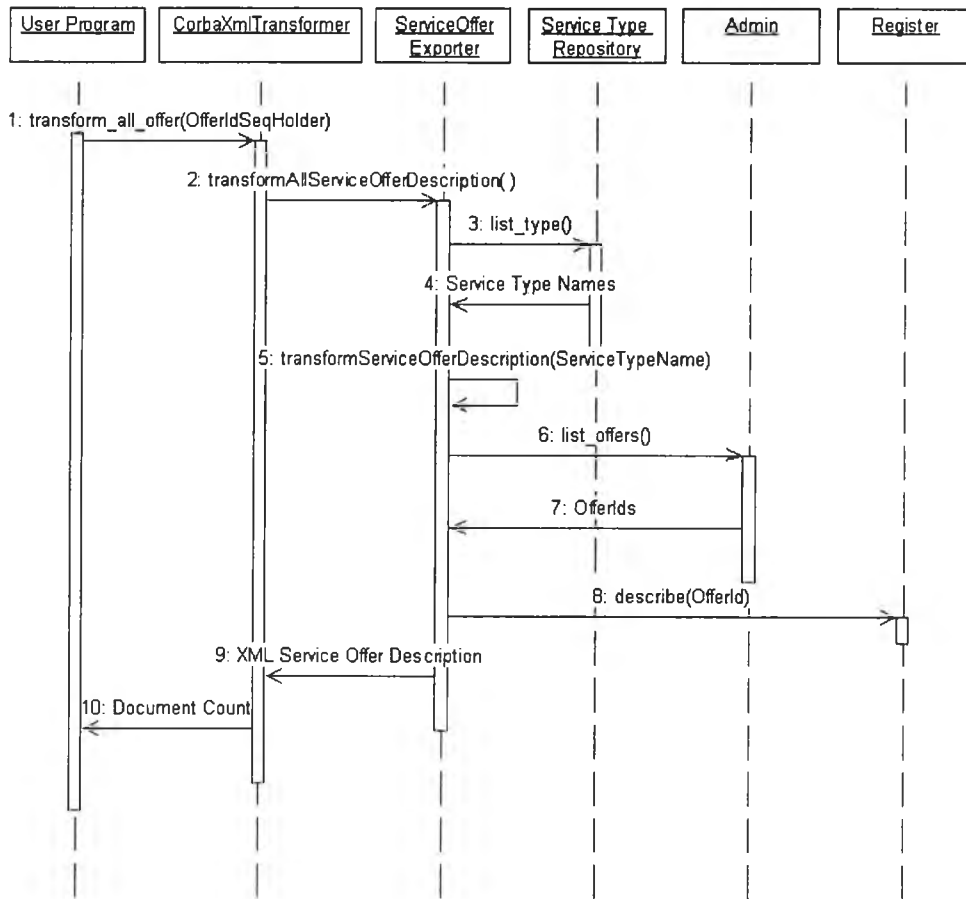 User Program
CorbaXmlTransformer
ServiceOffer
Exporter
Service Type
Repository
Admin
Register
1: transform_all_offer(OfferIdSeqHolder)
2: transformAllServiceOfferDescription()
3: list_type()
4: Service Type Names
5: transformServiceOfferDescription(ServiceTypeName)
6: list_offers()
7: OfferIds
8: describe(OfferId)
9: XML Service Offer Description
10: Document Count